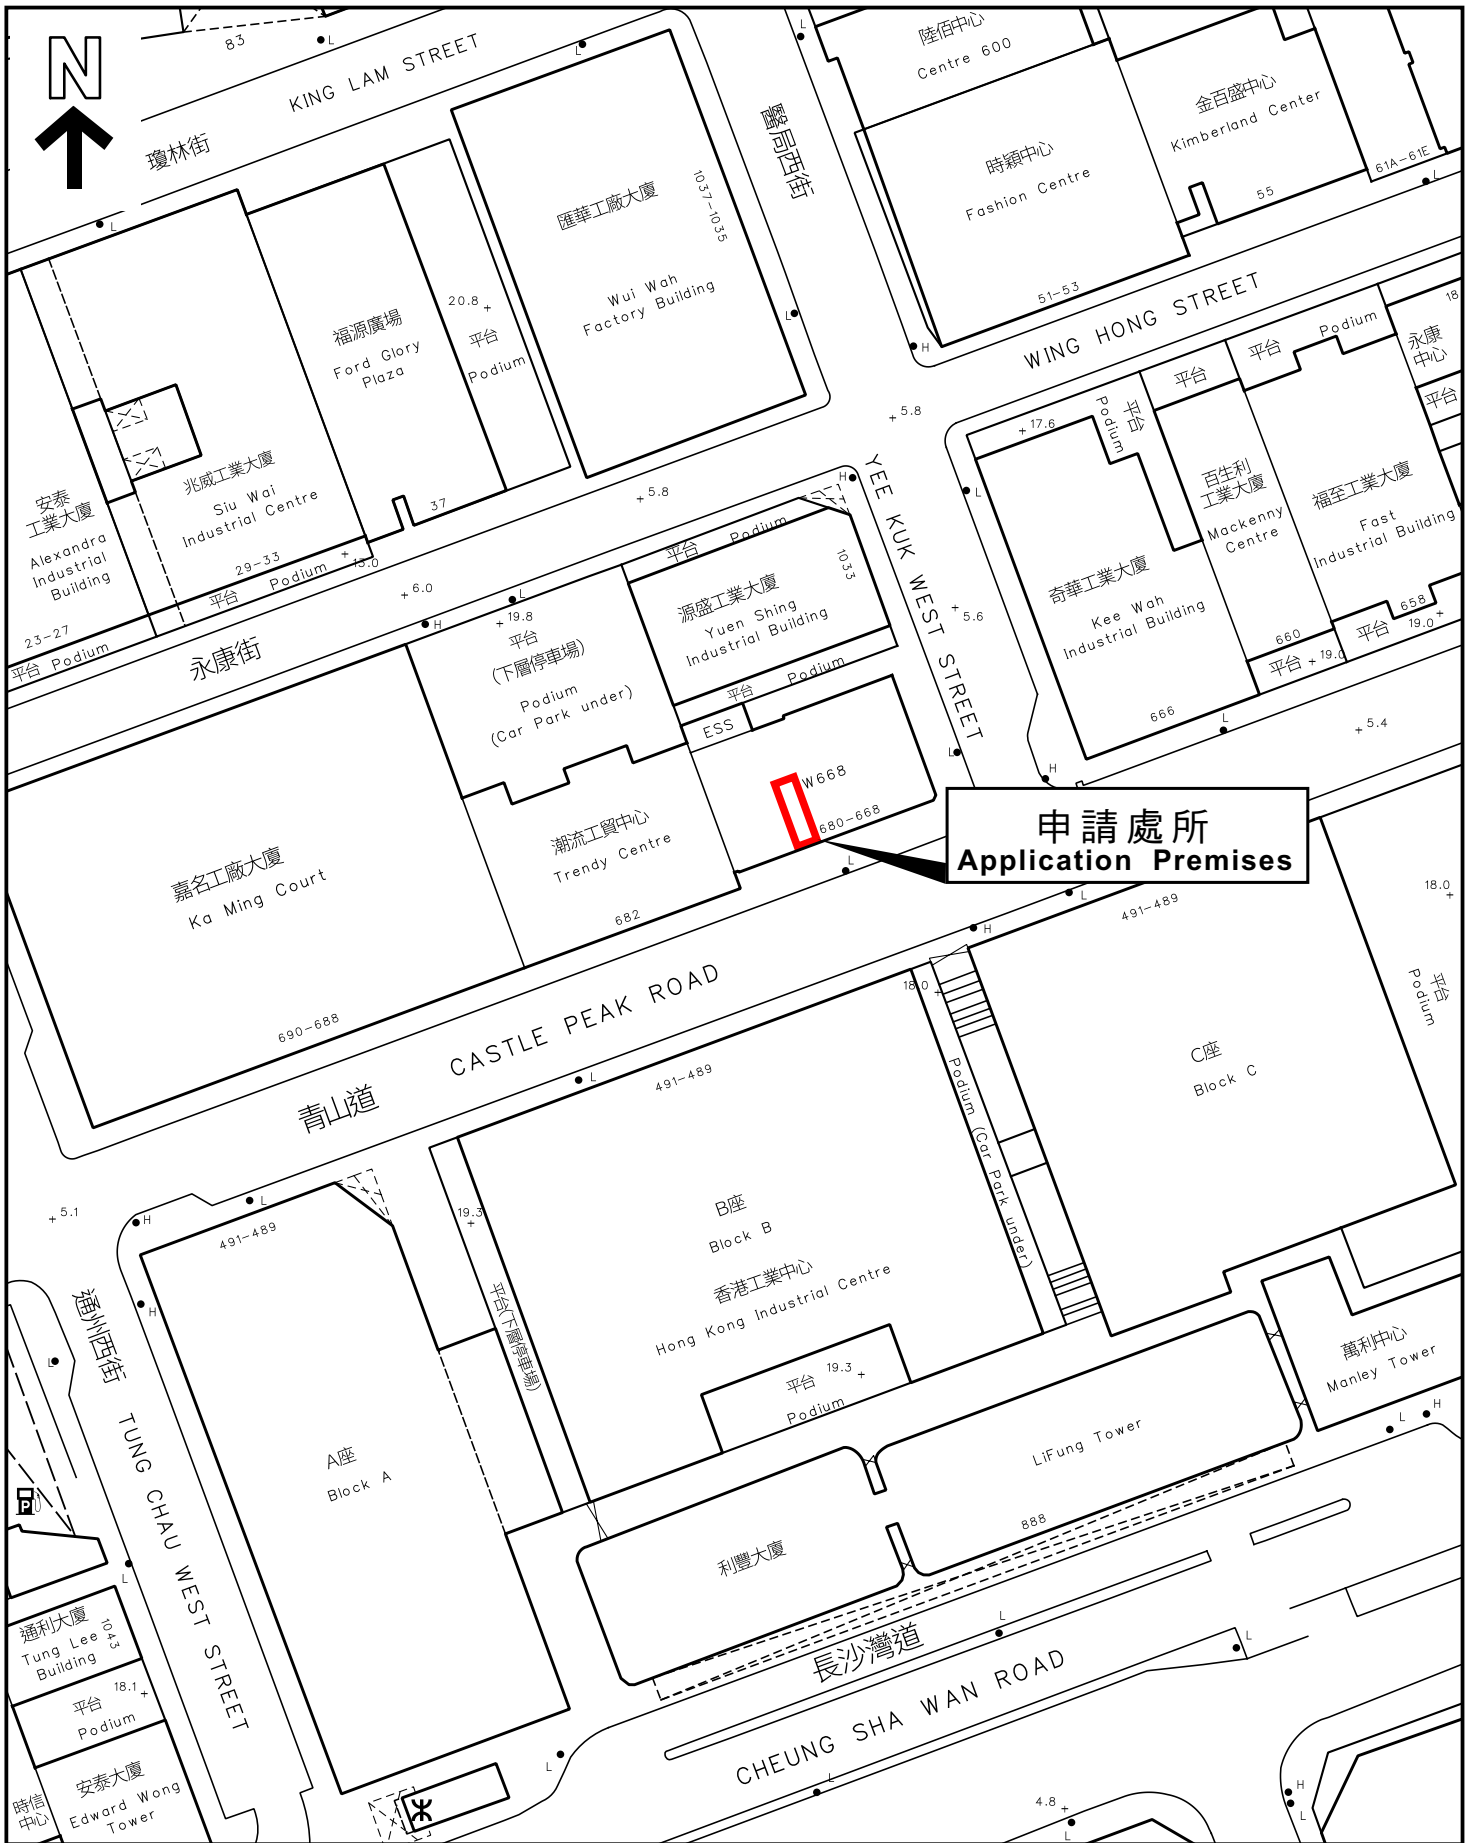 N
83
L
KING LAM STREET
瓊林街
L
L
L
醫局西街
陸佰中心
Centre 600
金百盛中心
Kimberland Center
時穎中心
Fashion Centre
61A-61E
L
55
51-53
匯華工廠大廈
1037-1035
Wui Wah
Factory Building
L
20.8
平台
Podium
福源廣場
Ford Glory
Plaza
37
WING HONG STREET
H
5.8
18
永康
中心
平台
Podium
平台
平台
17.6
平台
Podium
百生利
工業大廈
Mackenny
Centre
福至工業大廈
Fast
Industrial Building
安泰
工業大廈
Alexandra
Industrial
Building
23-27
平台 Podium
兆威工業大廈
Siu Wai
Industrial Centre
29-33
平台 Podium
13.0
5.8
6.0
永康街
H
YEE KUK WEST STREET
L
5.6
奇華工業大廈
Kee Wah
Industrial Building
666
660
平台 19.0
658
平台 19.0
平台 Podium
1033
源盛工業大廈
Yuen Shing
Industrial Building
平台 Podium
L
H
19.8
平台
(下層停車場)
Podium
(Car Park under)
ESS
W668
680-668
L
H
L
5.4
申請處所
Application Premises
潮流工貿中心
Trendy Centre
682
嘉名工廠大廈
Ka Ming Court
690-688
L
L
H
491-489
18.0
平台
Podium
CASTLE PEAK ROAD
青山道
L
491-489
18.0
Podium (Car Park under)
C座
Block C
5.1
H
L
491-489
19.3
平台(下層停車場)
B座
Block B
香港工業中心
Hong Kong Industrial Centre
平台 19.3
Podium
H
L
通州西街
TUNG CHAU WEST STREET
A座
Block A
萬利中心
Manley Tower
L
H
LiFung Tower
888
利豐大廈
P
L
通利大廈
Tung Lee
Building
1043
平台 18.1
Podium
安泰大廈
Edward Wong
Tower
時信
中心
長沙灣道
CHEUNG SHA WAN ROAD
L
L
L
L
4.8
L
H
L